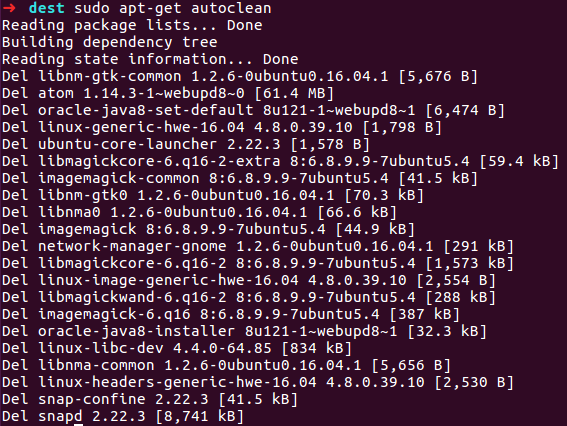 ➜ dest sudo apt-get autoclean
Reading package lists... Done
Building dependency tree
Reading state information... Done
Del libnm-gtk-common 1.2.6-0ubuntu0.16.04.1 [5,676 B]
Del atom 1.14.3-1~webupd8~0 [61.4 MB]
Del oracle-java8-set-default 8u121-1~webupd8~1 [6,474 B]
Del linux-generic-hwe-16.04 4.8.0.39.10 [1,798 B]
Del ubuntu-core-launcher 2.22.3 [1,578 B]
Del libmagickcore-6.q16-2-extra 8:6.8.9.9-7ubuntu5.4 [59.4 kB]
Del imagemagick-common 8:6.8.9.9-7ubuntu5.4 [41.5 kB]
Del libnm-gtk0 1.2.6-0ubuntu0.16.04.1 [70.3 kB]
Del libnma0 1.2.6-0ubuntu0.16.04.1 [66.6 kB]
Del imagemagick 8:6.8.9.9-7ubuntu5.4 [44.9 kB]
Del network-manager-gnome 1.2.6-0ubuntu0.16.04.1 [291 kB]
Del libmagickcore-6.q16-2 8:6.8.9.9-7ubuntu5.4 [1,573 kB]
Del linux-image-generic-hwe-16.04 4.8.0.39.10 [2,554 B]
Del libmagickwand-6.q16-2 8:6.8.9.9-7ubuntu5.4 [288 kB]
Del imagemagick-6.q16 8:6.8.9.9-7ubuntu5.4 [387 kB]
Del oracle-java8-installer 8u121-1~webupd8~1 [32.3 kB]
Del linux-libc-dev 4.4.0-64.85 [834 kB]
Del libnma-common 1.2.6-0ubuntu0.16.04.1 [5,656 B]
Del linux-headers-generic-hwe-16.04 4.8.0.39.10 [2,530 B]
Del snap-confine 2.22.3 [41.5 kB]
Del snapd 2.22.3 [8,741 kB]